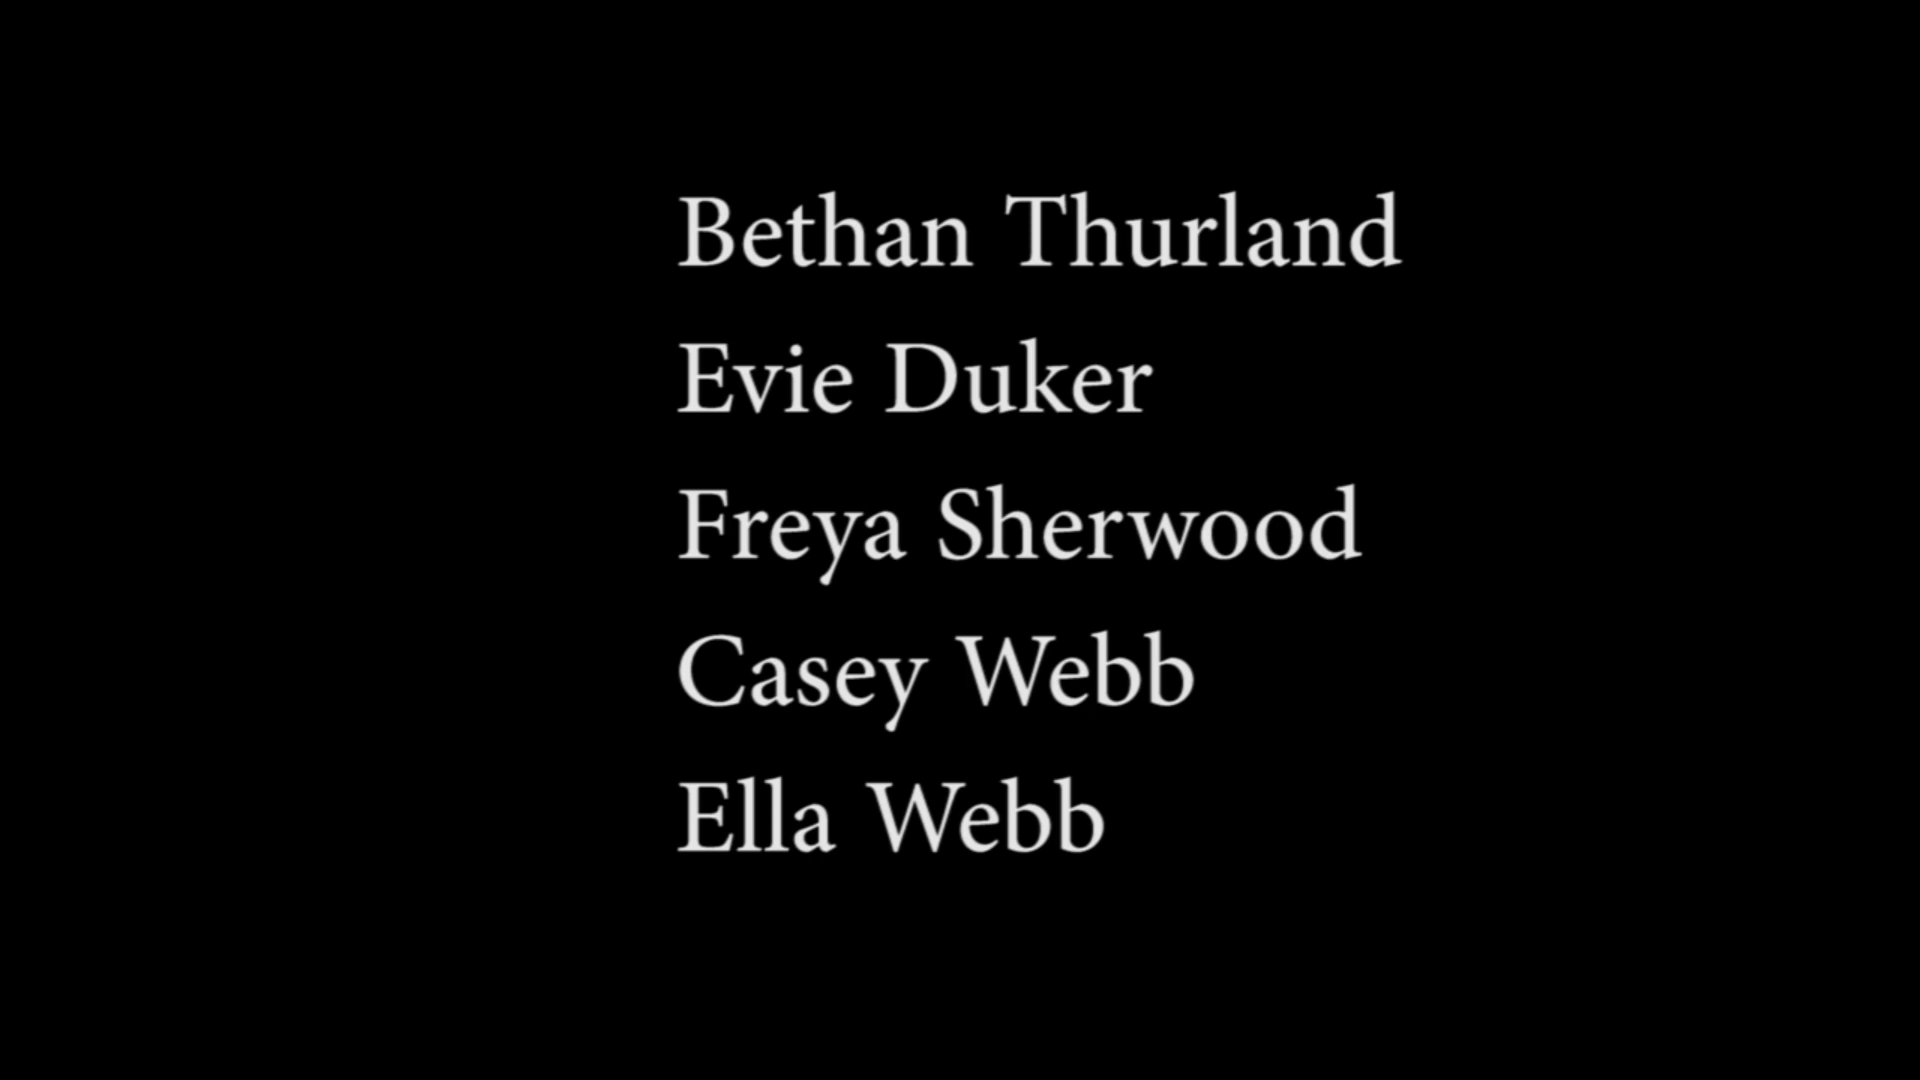 Bethan Thurland
Evie Duker
Freya Sherwood
Casey Webb
Ella Webb